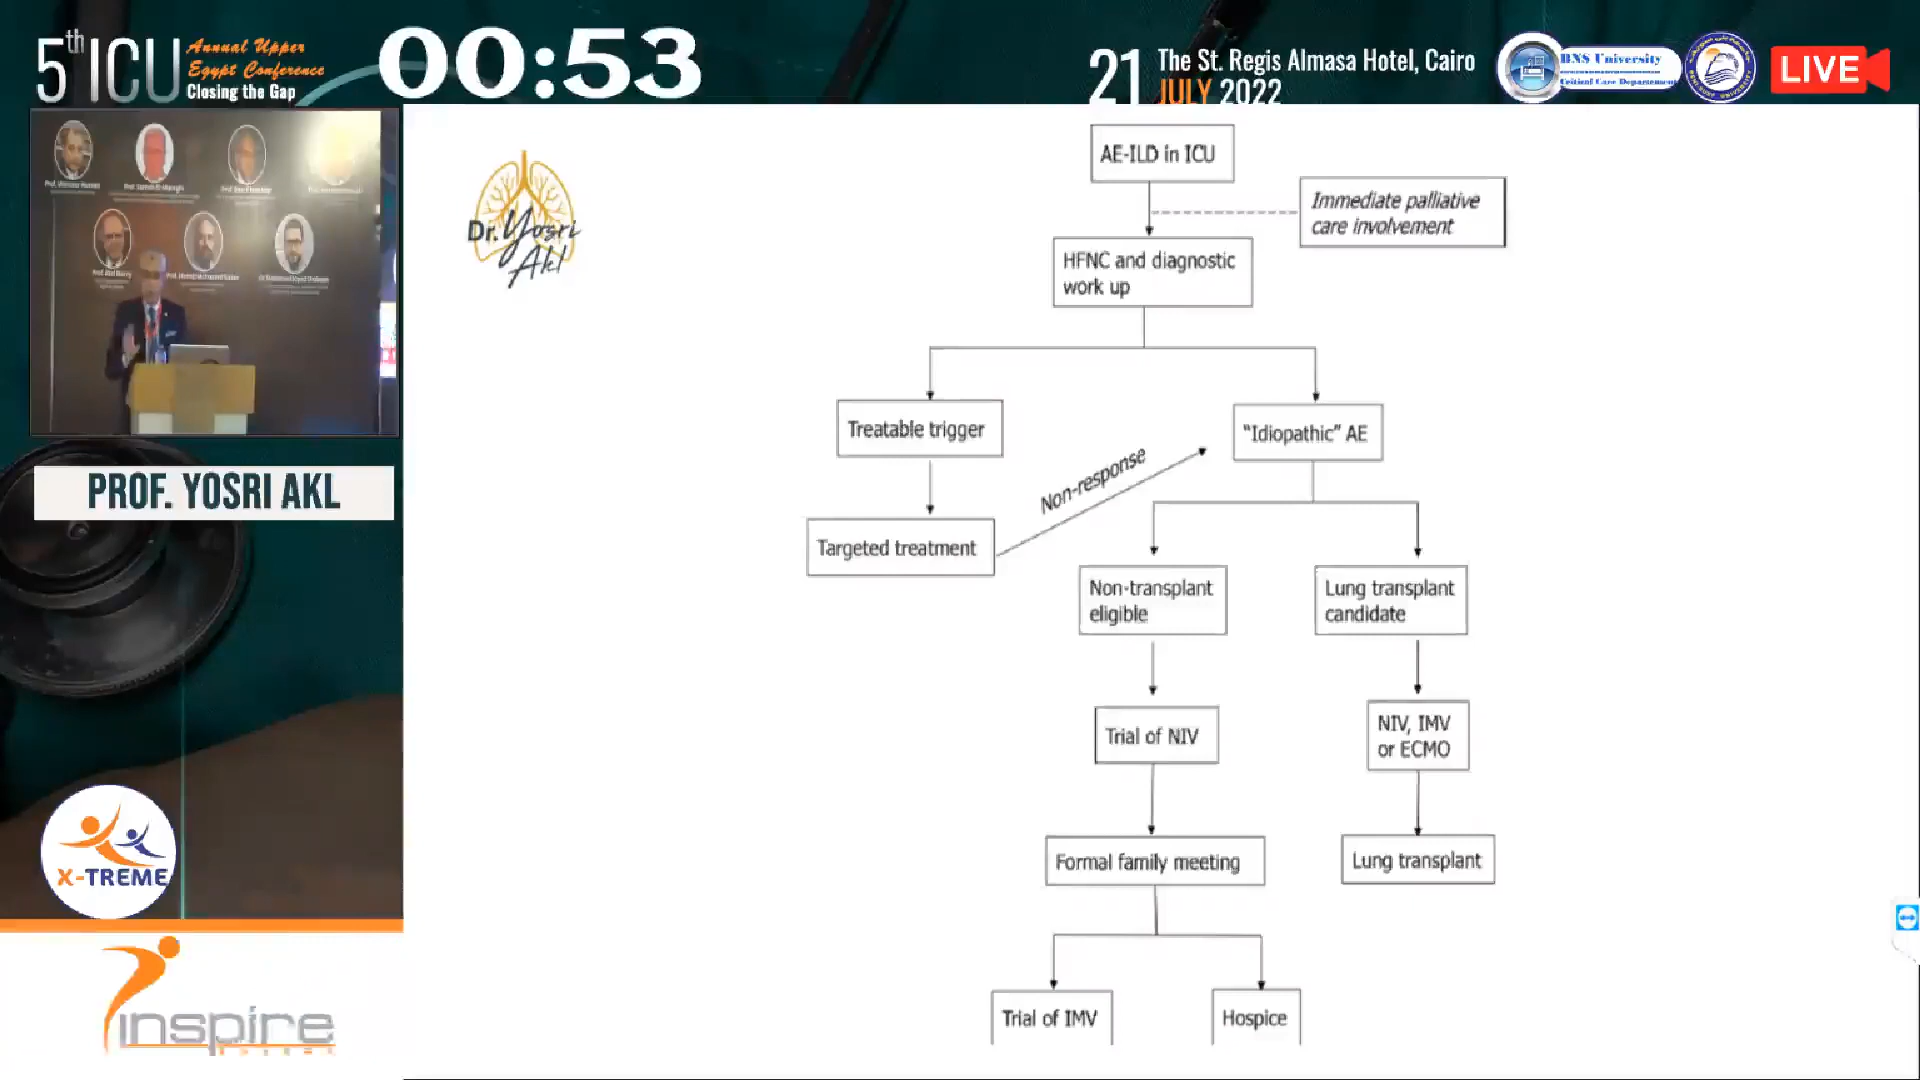 5th ICU
Annual Upper
Egypt Conference
Closing the Gap
00:53
21
The St. Regis Almasa Hotel, Cairo
JULY 2022
BNS University
Critical Care Department
LIVE
Dr. Yosri
Akl
PROF. YOSRI AKL
X-TREME
inspire
AE-ILD in ICU
Immediate palliative
care involvement
HFNC and diagnostic
work up
Treatable trigger
"Idiopathic" AE
Non-response
Targeted treatment
Non-transplant
eligible
Lung transplant
candidate
Trial of NIV
NIV, IMV
or ECMO
Formal family meeting
Lung transplant
Trial of IMV
Hospice